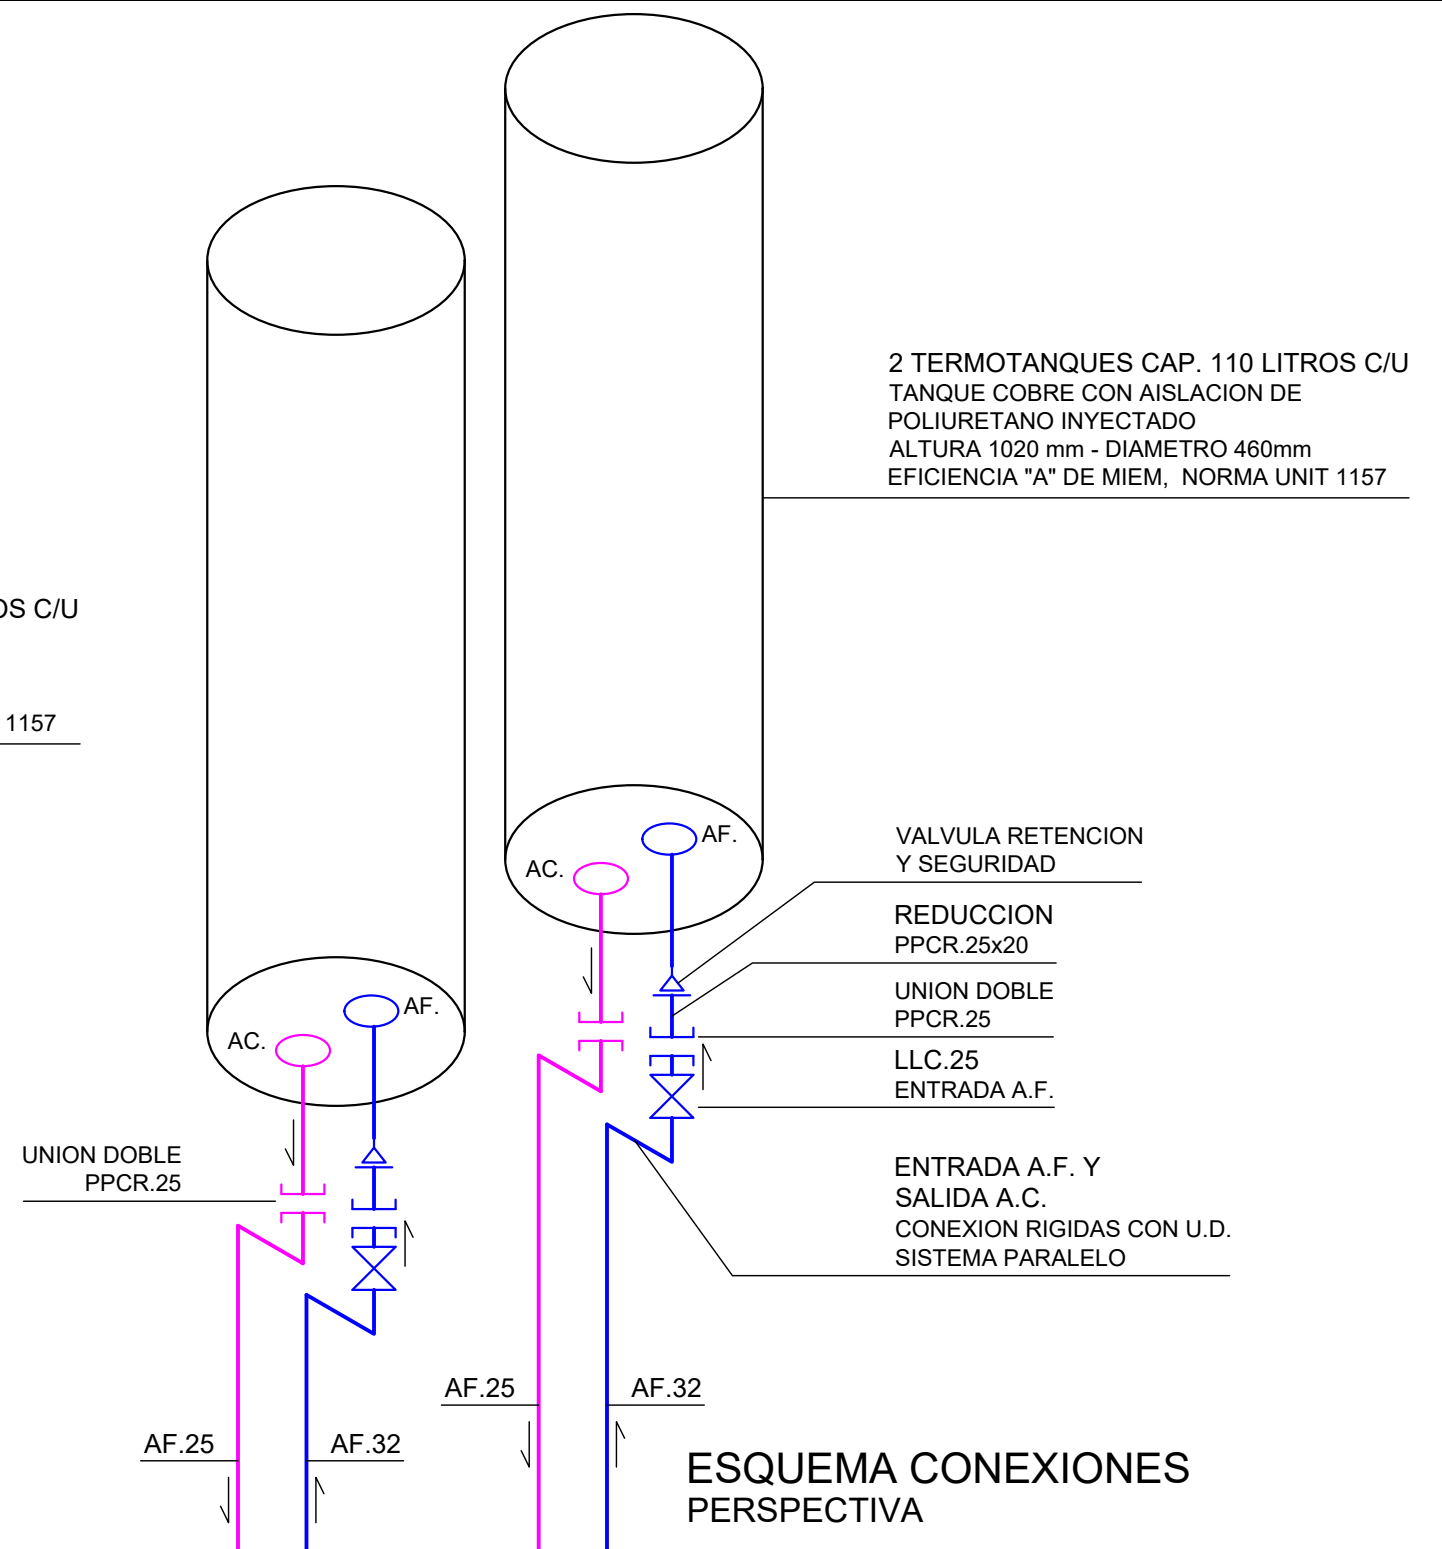 2 TERMOTANQUES CAP. 110 LITROS C/U
TANQUE COBRE CON AISLACION DE
POLIURETANO INYECTADO
ALTURA 1020 mm - DIAMETRO 460mm
EFICIENCIA "A" DE MIEM, NORMA UNIT 1157
C/U
1157
AF.
AC.
VALVULA RETENCION
Y SEGURIDAD
REDUCCION
PPCR.25x20
UNION DOBLE
PPCR.25
LLC.25
ENTRADA A.F.
AF.
AC.
UNION DOBLE
PPCR.25
ENTRADA A.F. Y
SALIDA A.C.
CONEXION RIGIDAS CON U.D.
SISTEMA PARALELO
AF.25
AF.32
AF.25
AF.32
ESQUEMA CONEXIONES
PERSPECTIVA